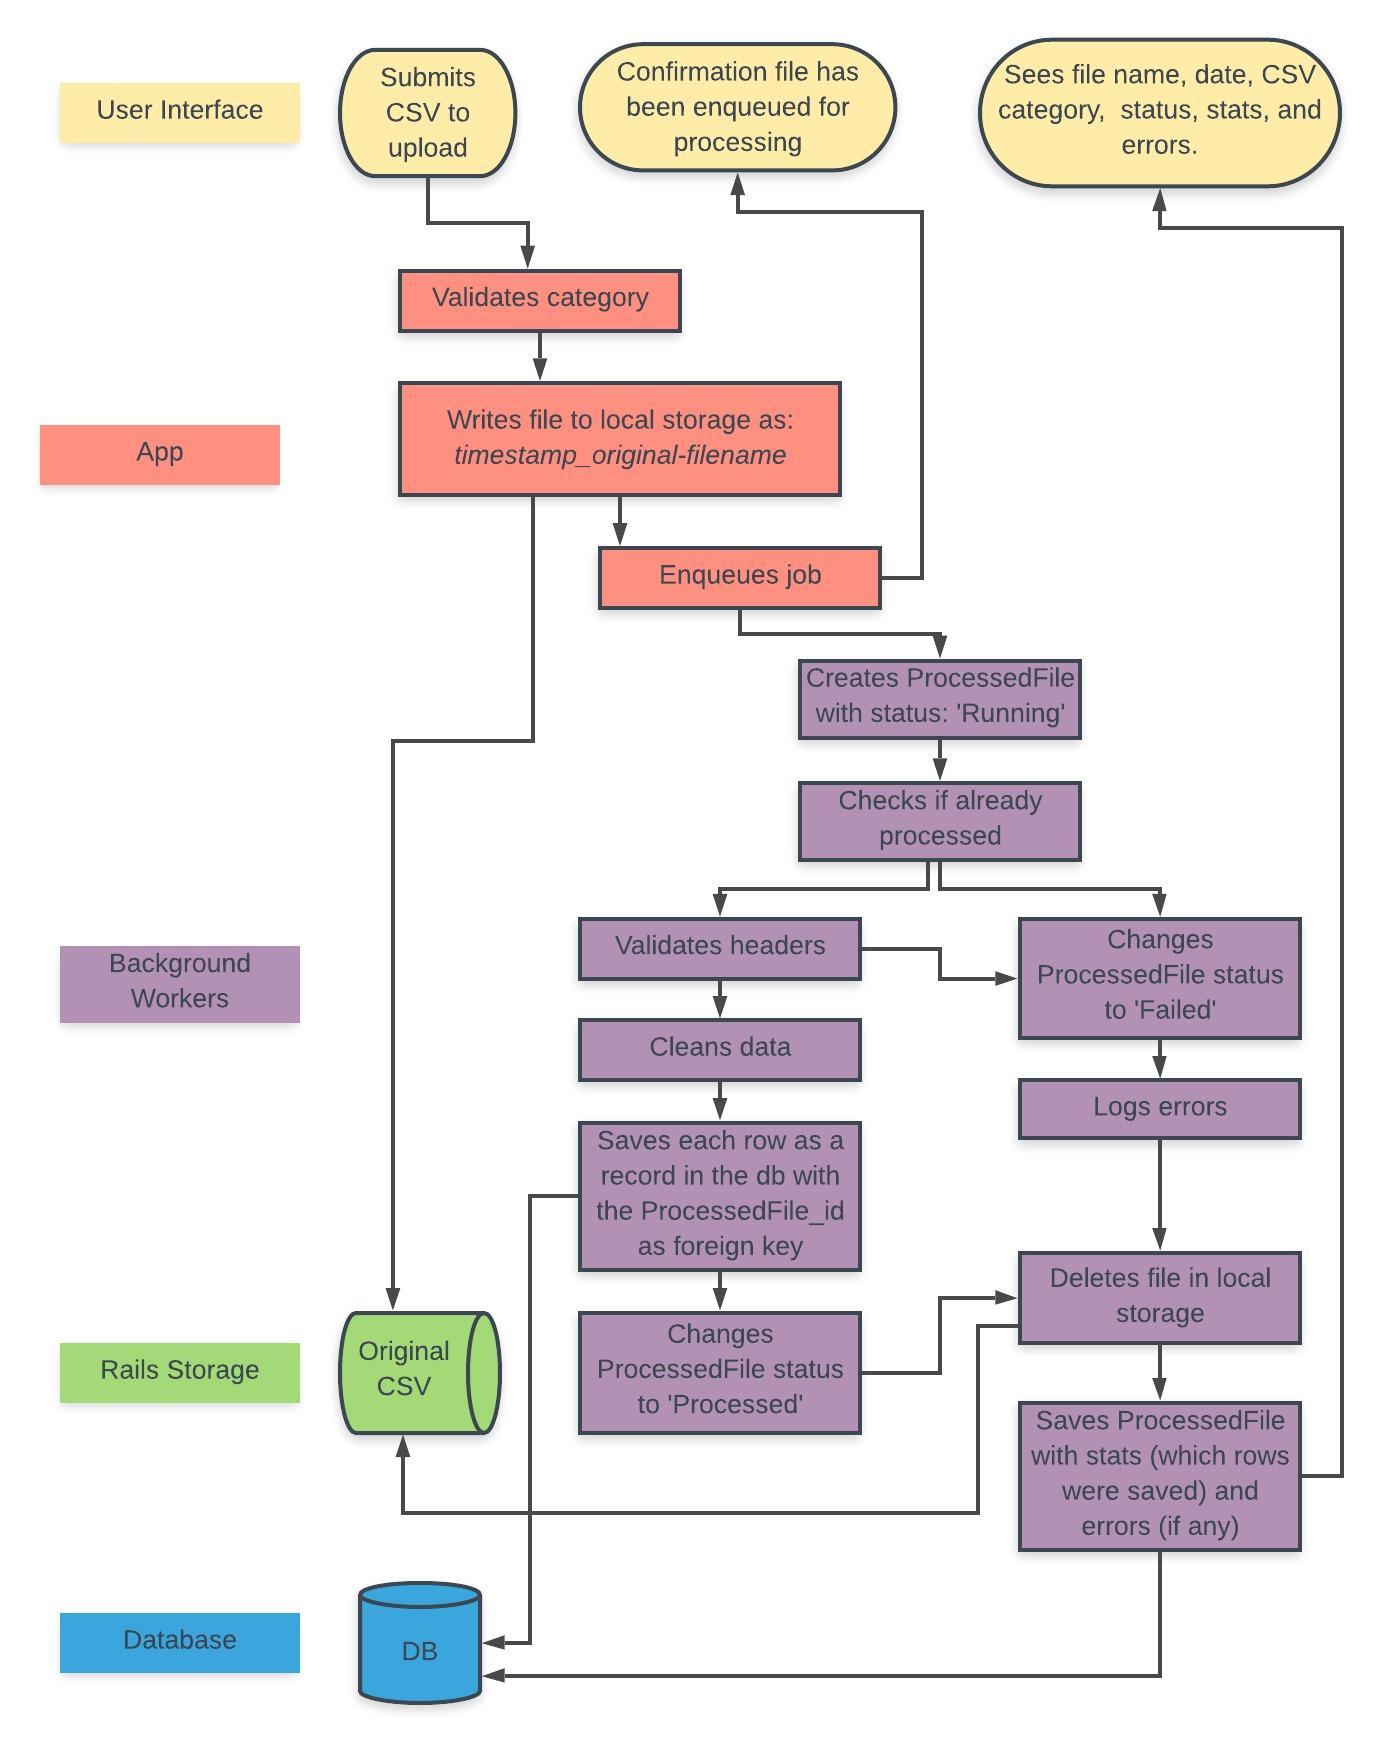 User Interface
Submits
CSV to
upload
Confirmation file has
been enqueued for
processing
Sees file name, date, CSV
category,  status, stats, and
errors.
Validates category
App
Writes file to local storage as:
timestamp_original-filename
Enqueues job
Creates ProcessedFile
with status: 'Running'
Checks if already
processed
Background
Workers
Validates headers
Changes
ProcessedFile status
to 'Failed'
Cleans data
Logs errors
Saves each row as a
record in the db with
the ProcessedFile_id
as foreign key
Deletes file in local
storage
Rails Storage
Original
CSV
Changes
ProcessedFile status
to 'Processed'
Saves ProcessedFile
with stats (which rows
were saved) and
errors (if any)
Database
DB